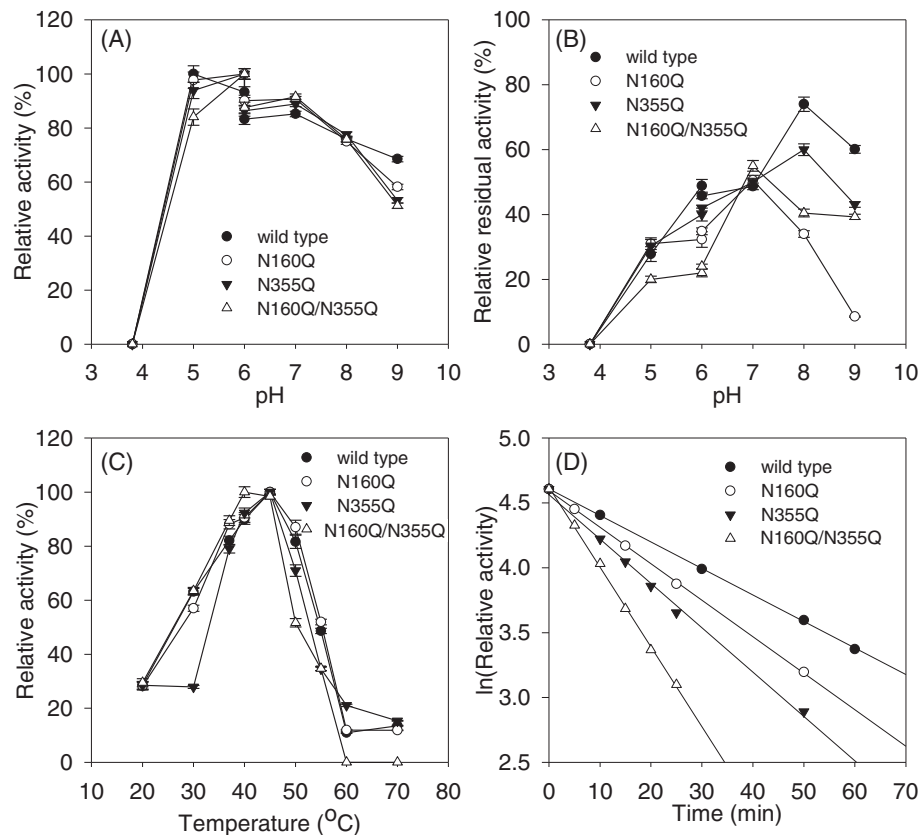 (A)
Relative activity (%)
120
100
80
60
40
20
0
wild type
N160Q
N355Q
N160Q/N355Q
3 4 5 6 7 8 9 10
pH
(B)
Relative residual activity (%)
100
80
60
40
20
0
wild type
N160Q
N355Q
N160Q/N355Q
3 4 5 6 7 8 9 10
pH
(C)
Relative activity (%)
120
100
80
60
40
20
0
wild type
N160Q
N355Q
N160Q/N355Q
10 20 30 40 50 60 70 80
Temperature (OC)
(D)
ln(Relative activity)
5.0
4.5
4.0
3.5
3.0
2.5
wild type
N160Q
N355Q
N160Q/N355Q
0 10 20 30 40 50 60 70
Time (min)